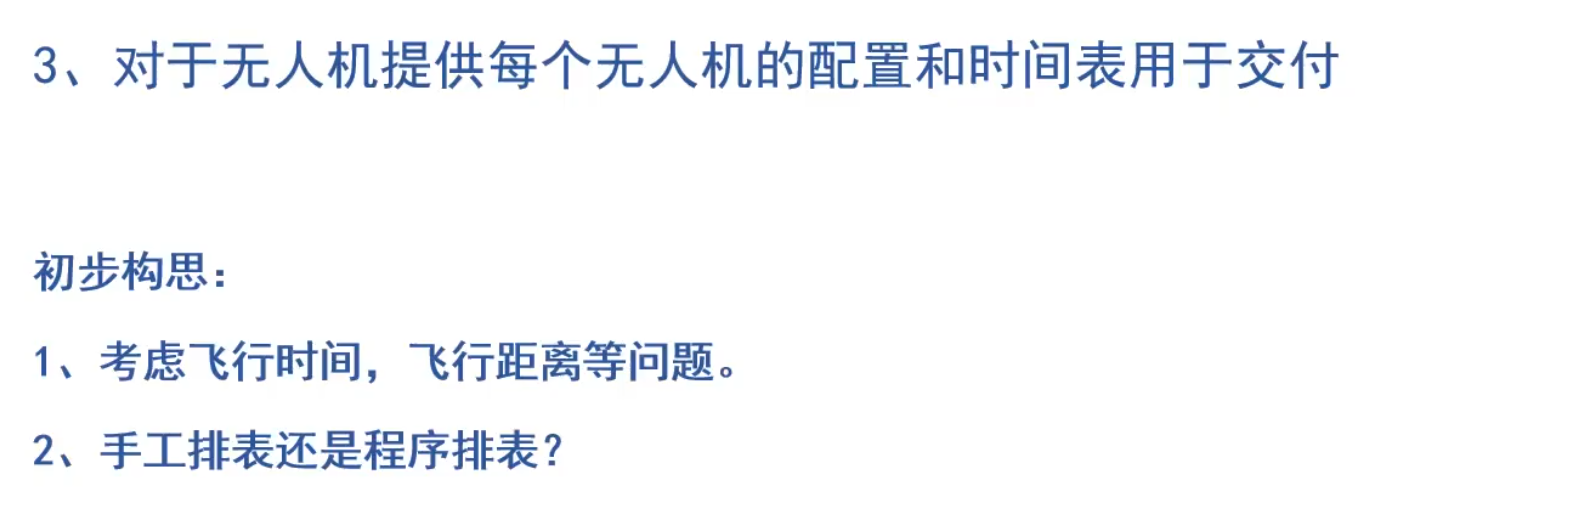 3、对于无人机提供每个无人机的配置和时间表用于交付
初步构思：
1、考虑飞行时间，飞行距离等问题。
2、手工排表还是程序排表？